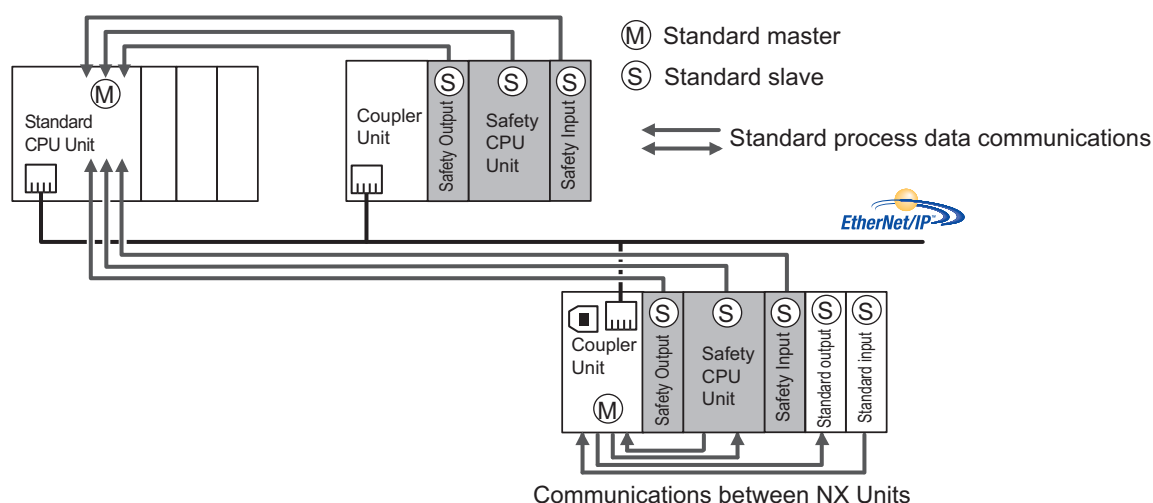 M Standard master
S Standard slave
Standard process data communications
M
Standard
CPU Unit
Coupler
Unit
S
Safety Output
S
Safety
CPU
Unit
S
Safety Input
EtherNet/IP™
Coupler
Unit
M
S
Safety Output
S
Safety
CPU
Unit
S
Safety Input
S
Standard output
S
Standard input
Communications between NX Units